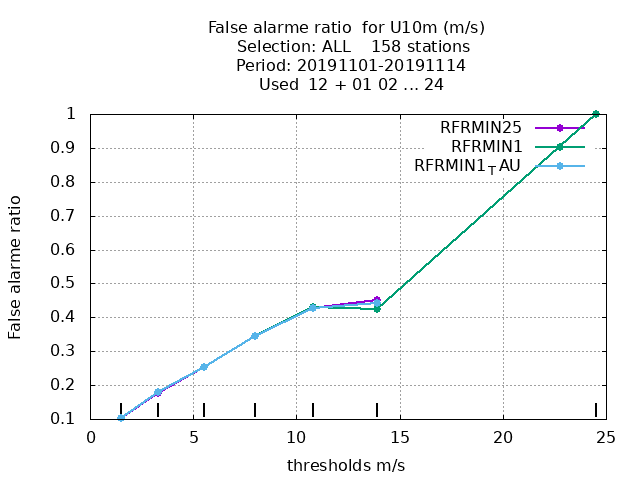 False alarme ratio  for U10m (m/s)
Selection: ALL    158 stations
Period: 20191101-20191114
Used  12 + 01 02 ... 24
RFRMIN25
RFRMIN1
RFRMIN1TAU
1
0.9
0.8
0.7
0.6
0.5
0.4
0.3
0.2
0.1
False alarme ratio
0 5 10 15 20 25
thresholds m/s